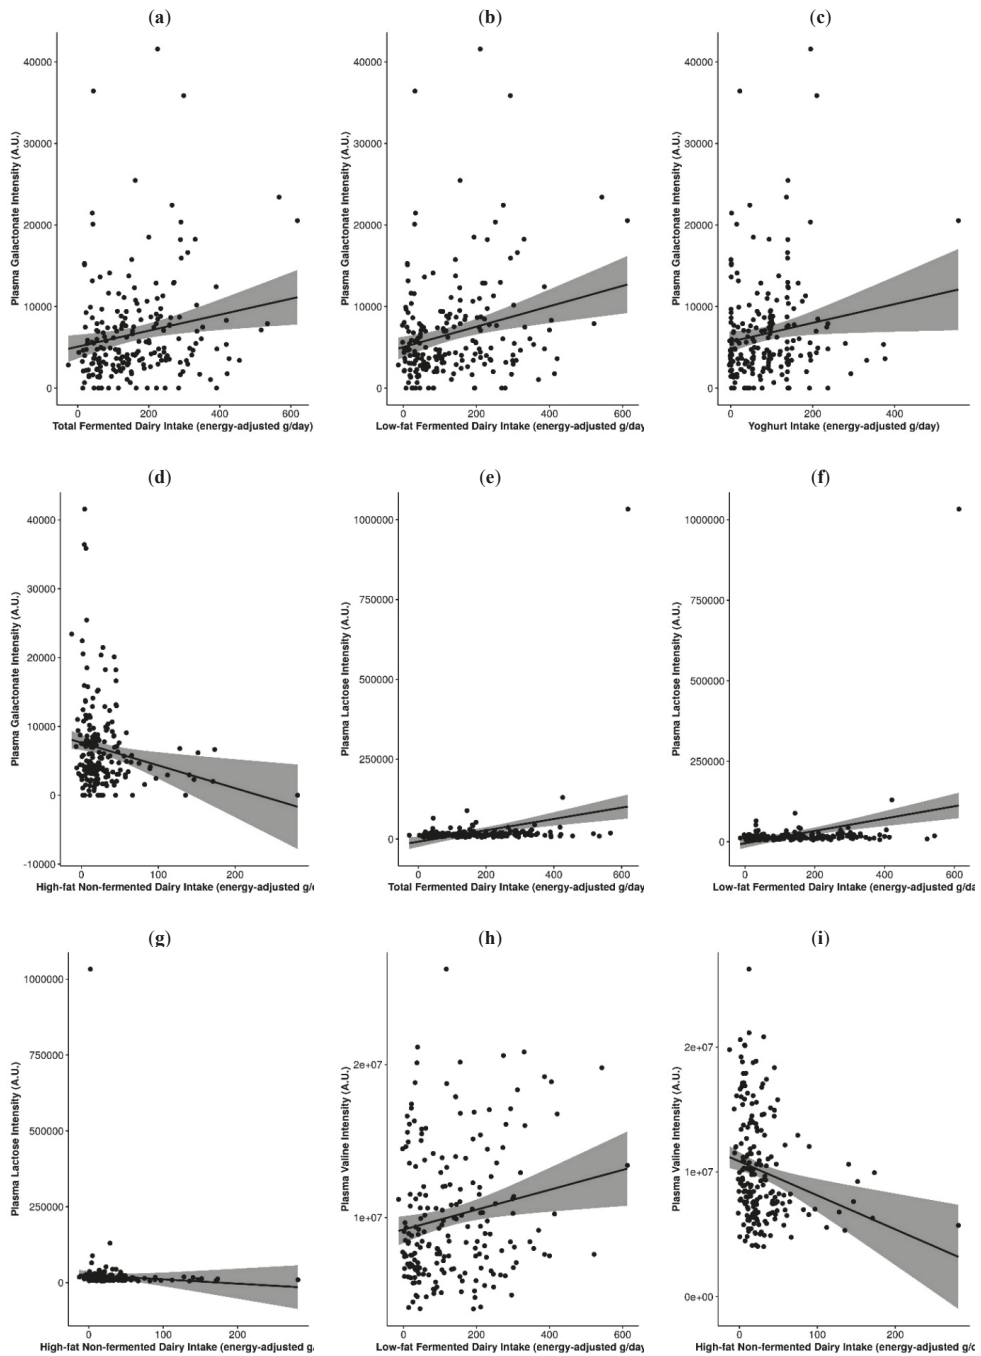 (a)
(b)
(c)
40000
30000
20000
10000
0
0
200
400
600
Plasma Galactonate Intensity (A.U.)
Total Fermented Dairy Intake (energy-adjusted g/day)
40000
30000
20000
10000
0
0
200
400
600
Plasma Galactonate Intensity (A.U.)
Low-fat Fermented Dairy Intake (energy-adjusted g/day
40000
30000
20000
10000
0
0
200
400
Plasma Galactonate Intensity (A.U.)
Yoghurt Intake (energy-adjusted g/day)
(d)
(e)
(f)
40000
30000
20000
10000
0
-10000
0
100
200
Plasma Galactonate Intensity (A.U.)
High-fat Non-fermented Dairy Intake (energy-adjusted g/
1000000
750000
500000
250000
0
0
200
400
600
Plasma Lactose Intensity (A.U.)
Total Fermented Dairy Intake (energy-adjusted g/day
1000000
750000
500000
250000
0
0
200
400
600
Plasma Lactose Intensity (A.U.)
Low-fat Fermented Dairy Intake (energy-adjusted g/da
(g)
(h)
(i)
1000000
750000
500000
250000
0
0
100
200
Plasma Lactose Intensity (A.U.)
High-fat Non-fermented Dairy Intake (energy-adjusted g/
2e+07
1e+07
0
200
400
600
Plasma Valine Intensity (A.U.)
Low-fat Fermented Dairy Intake (energy-adjusted g/day
2e+07
1e+07
0e+00
0
100
200
Plasma Valine Intensity (A.U.)
High-fat Non-fermented Dairy Intake (energy-adjusted g/